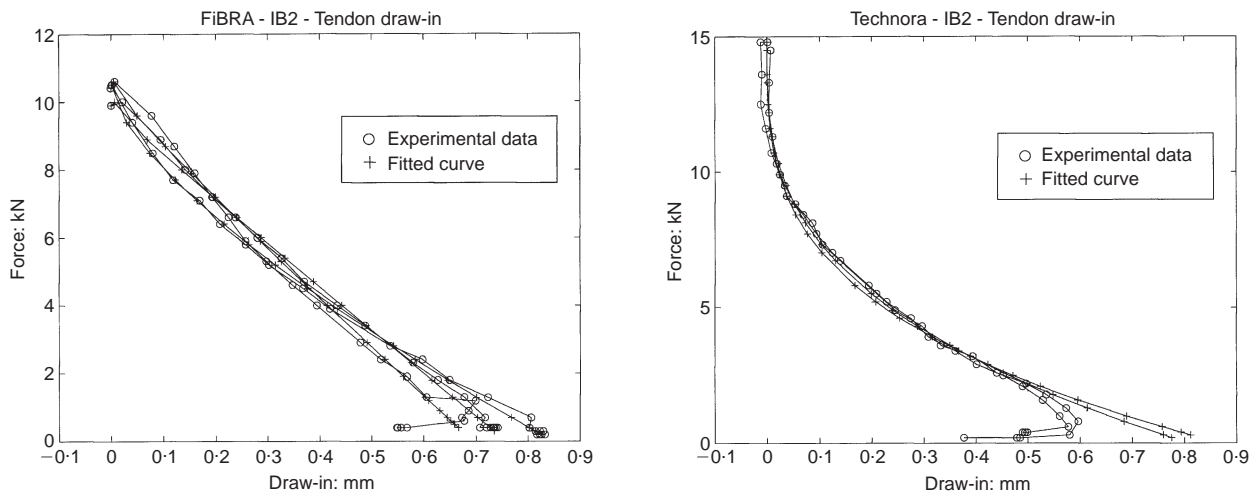 FiBRA - IB2 - Tendon draw-in
12
10
8
6
4
2
0
Force: kN
Experimental data
Fitted curve
−0·1 0 0·1 0·2 0·3 0·4 0·5 0·6 0·7 0·8 0·9
Draw-in: mm
Technora - IB2 - Tendon draw-in
15
10
5
0
Force: kN
Experimental data
Fitted curve
−0·1 0 0·1 0·2 0·3 0·4 0·5 0·6 0·7 0·8 0·9
Draw-in: mm